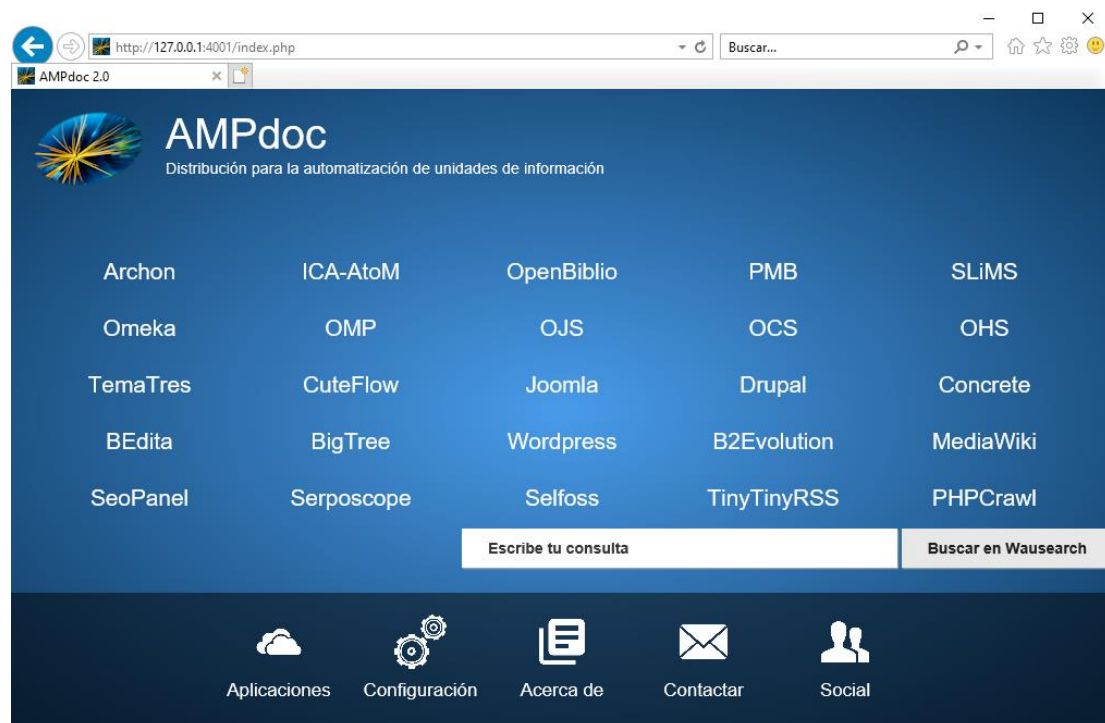 http://127.0.0.1:4001/index.php
Buscar...
AMPdoc 2.0
AMPdoc
Distribución para la automatización de unidades de información
Archon ICA-AtoM OpenBiblio PMB SLiMS
Omeka OMP OJS OCS OHS
TemaTres CuteFlow Joomla Drupal Concrete
BEdita BigTree Wordpress B2Evolution MediaWiki
SeoPanel Serposcope Selfoss TinyTinyRSS PHPCrawl
Escribe tu consulta Buscar en Wausearch
Aplicaciones Configuración Acerca de Contactar Social